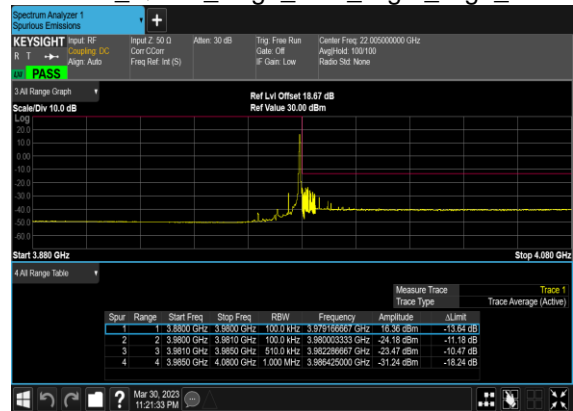 Spectrum Analyzer 1
Spurious Emissions
+
KEYSIGHT Input: RF Input Z: 50 Ω Atten: 30 dB Trig: Free Run Center Freq: 22.005000000 GHz
R T Coupling: DC Corr CCorr Gate: Off Avg|Hold: 100/100
Align: Auto Freq Ref: Int (S) IF Gain: Low Radio Std: None
PASS
3 All Range Graph
Ref Lvl Offset 18.67 dB
Scale/Div 10.0 dB Ref Value 30.00 dBm
Log
20.0
10.0
0.00
-10.0
-20.0
-30.0
-40.0
-50.0
-60.0
Start 3.880 GHz Stop 4.080 GHz
4 All Range Table
Measure Trace Trace 1
Trace Type Trace Average (Active)
Spur Range Start Freq Stop Freq RBW Frequency Amplitude ΔLimit
1 1 3.8800 GHz 3.9800 GHz 100.0 kHz 3.979166667 GHz 16.36 dBm -13.64 dB
2 2 3.9800 GHz 3.9810 GHz 100.0 kHz 3.980003333 GHz -24.18 dBm -11.18 dB
3 3 3.9810 GHz 3.9850 GHz 510.0 kHz 3.982286667 GHz -23.47 dBm -10.47 dB
4 4 3.9850 GHz 4.0800 GHz 1.000 MHz 3.986425000 GHz -31.24 dBm -18.24 dB
? Mar 30, 2023
11:21:33 PM